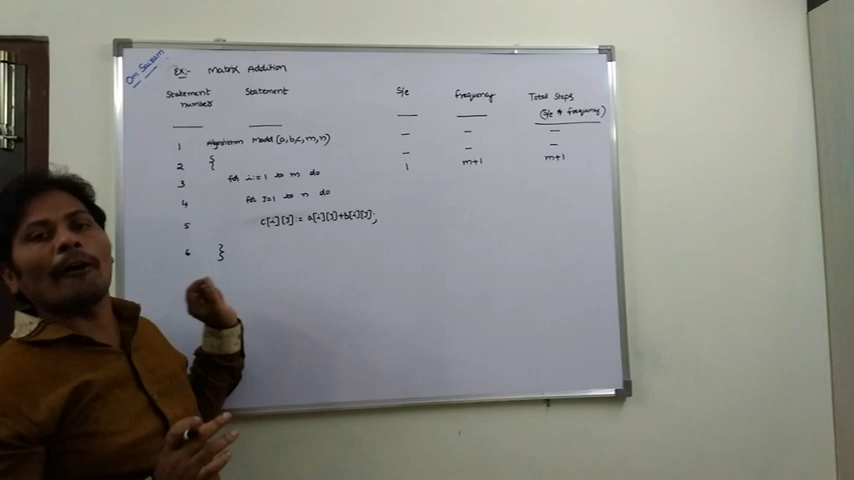 Om Sairam
Ex:- Matrix Addition
Statement number Statement S/e frequency Total Steps (S/e * frequency)
1 Algorithm Madd (a,b,c,m,n) — — —
2 { — — —
3 for i:=1 to m do 1 m+1 m+1
4 for J=1 to n do
5 c[i][J]:= a[i][J]+b[i][J];
6 }